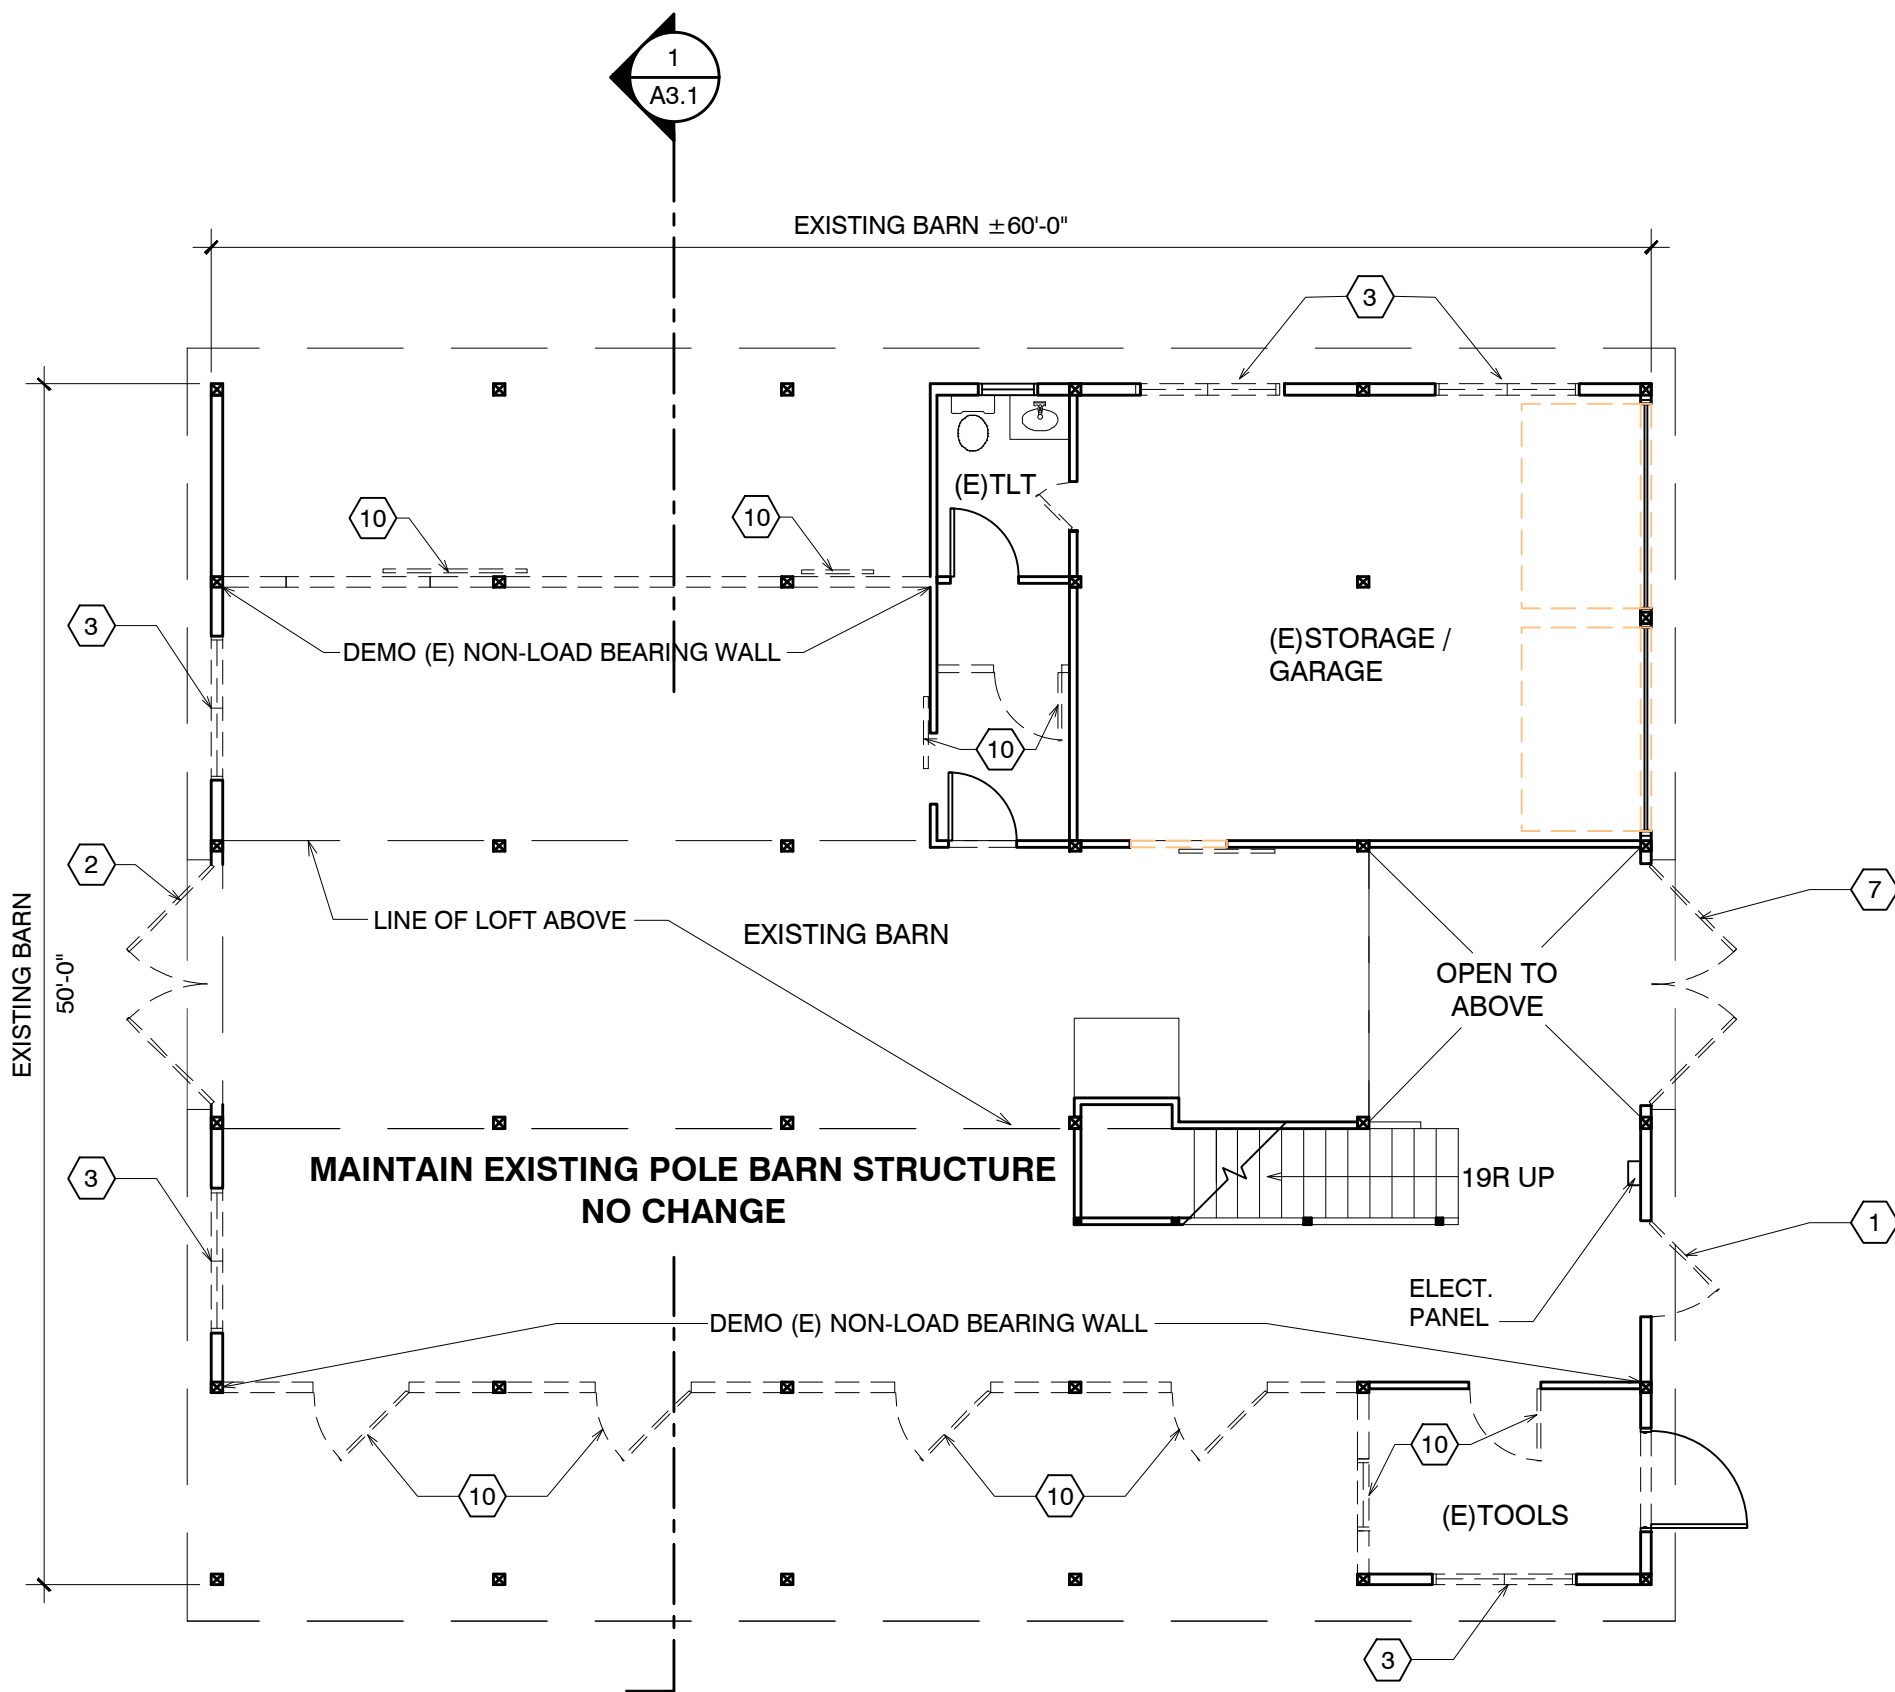 1
A3.1
EXISTING BARN ±60'-0"
3
(E)TLT
10
10
3
DEMO (E) NON-LOAD BEARING WALL
(E)STORAGE /
GARAGE
10
2
7
LINE OF LOFT ABOVE
EXISTING BARN
EXISTING BARN
50'-0"
OPEN TO
ABOVE
MAINTAIN EXISTING POLE BARN STRUCTURE
NO CHANGE
3
19R UP
1
ELECT.
PANEL
DEMO (E) NON-LOAD BEARING WALL
10
10
10
(E)TOOLS
3